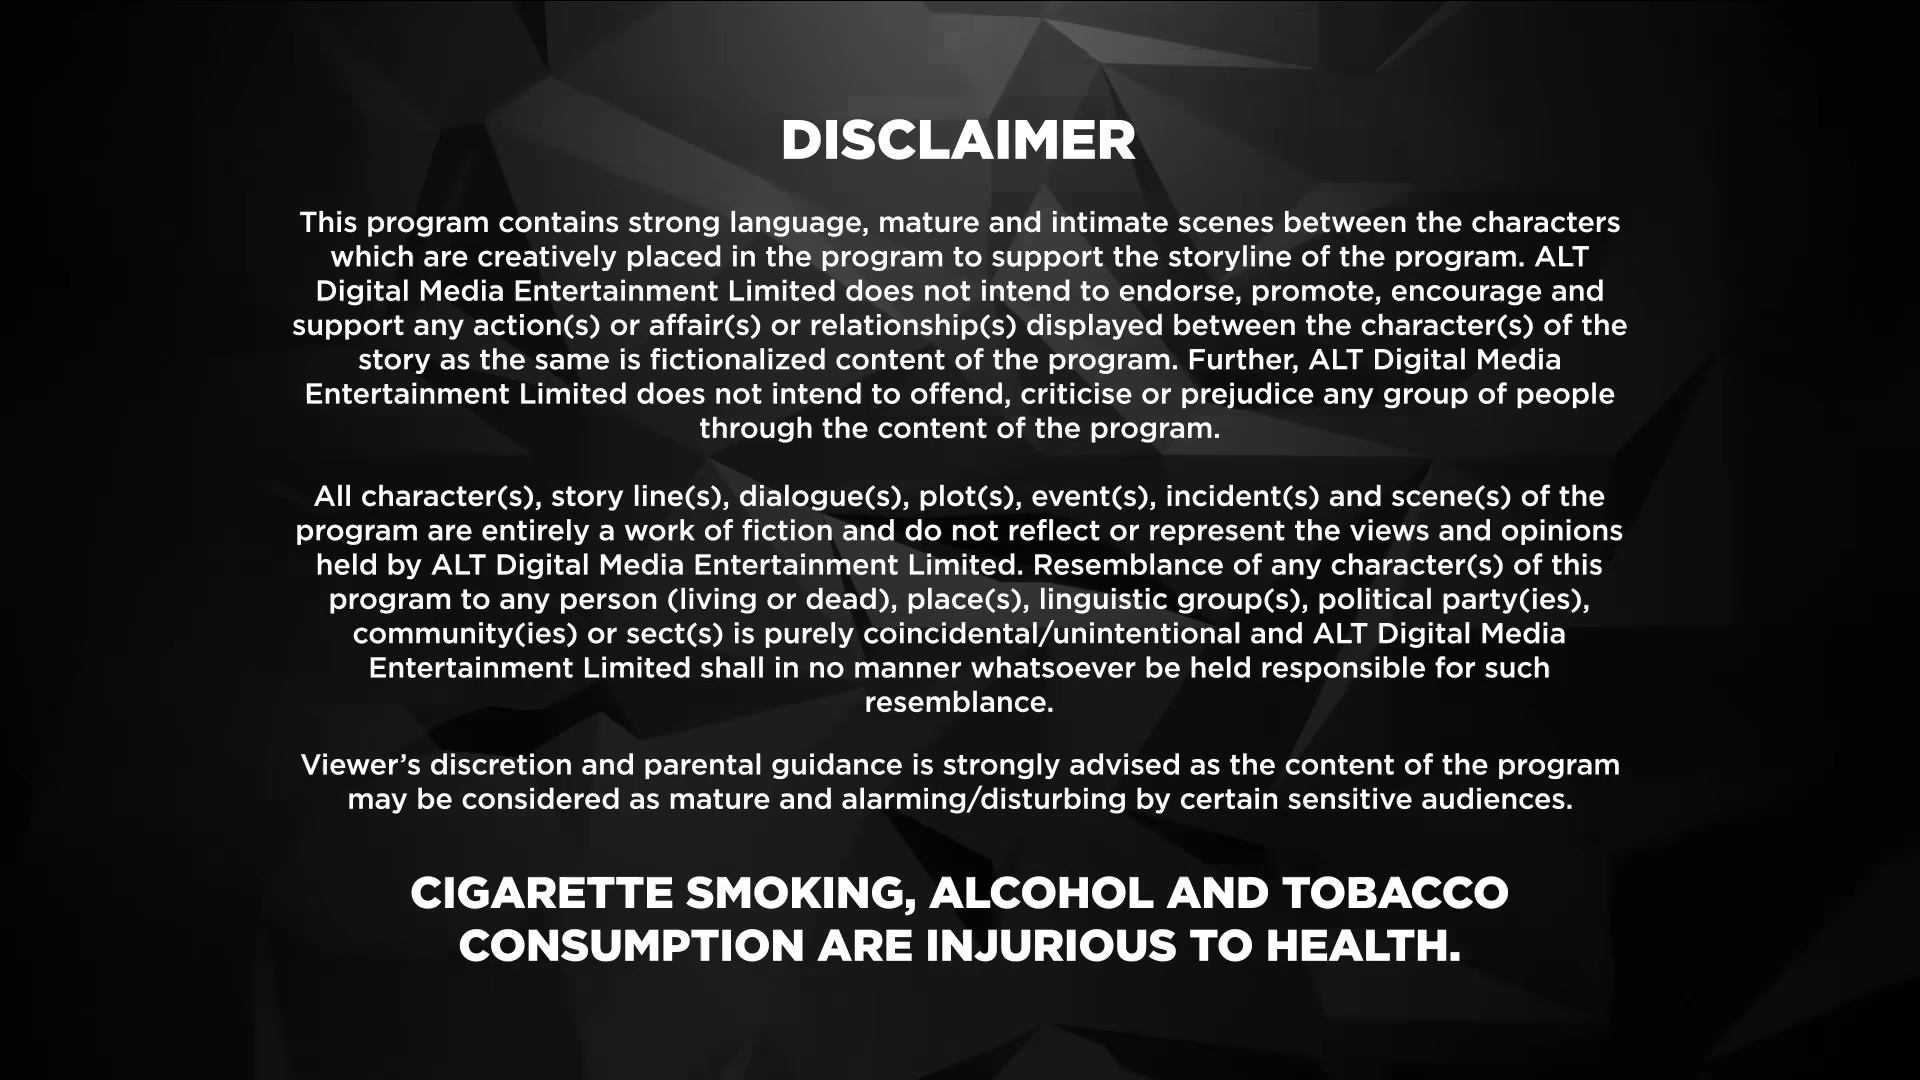 DISCLAIMER
This program contains strong language, mature and intimate scenes between the characters
which are creatively placed in the program to support the storyline of the program. ALT
Digital Media Entertainment Limited does not intend to endorse, promote, encourage and
support any action(s) or affair(s) or relationship(s) displayed between the character(s) of the
story as the same is fictionalized content of the program. Further, ALT Digital Media
Entertainment Limited does not intend to offend, criticise or prejudice any group of people
through the content of the program.
All character(s), story line(s), dialogue(s), plot(s), event(s), incident(s) and scene(s) of the
program are entirely a work of fiction and do not reflect or represent the views and opinions
held by ALT Digital Media Entertainment Limited. Resemblance of any character(s) of this
program to any person (living or dead), place(s), linguistic group(s), political party(ies),
community(ies) or sect(s) is purely coincidental/unintentional and ALT Digital Media
Entertainment Limited shall in no manner whatsoever be held responsible for such
resemblance.
Viewer’s discretion and parental guidance is strongly advised as the content of the program
may be considered as mature and alarming/disturbing by certain sensitive audiences.
CIGARETTE SMOKING, ALCOHOL AND TOBACCO
CONSUMPTION ARE INJURIOUS TO HEALTH.